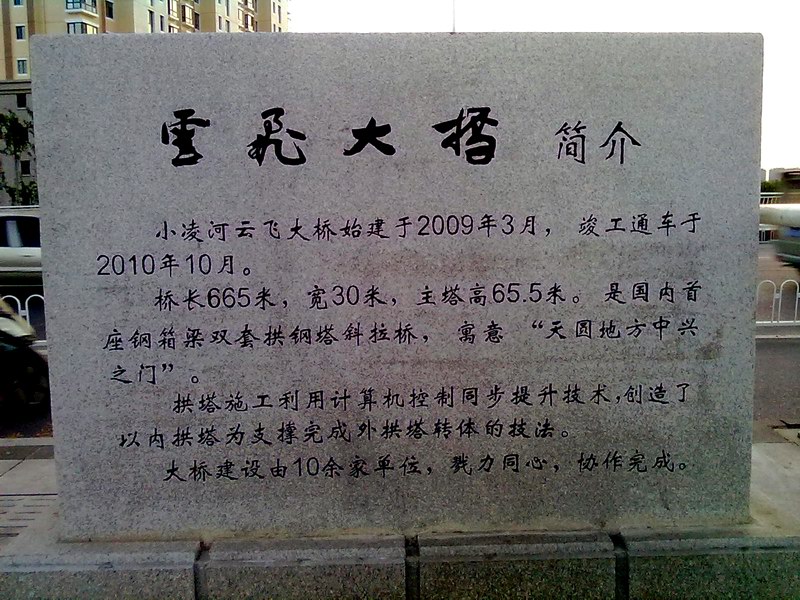 雲飛大橋 简介
小凌河云飞大桥始建于2009年3月，竣工通车于
2010年10月。
桥长665米，宽30米，主塔高65.5米。是国内首
座钢箱梁双套拱钢塔斜拉桥，寓意“天圆地方中兴
之门”。
拱塔施工利用计算机控制同步提升技术,创造了
以内拱塔为支撑完成外拱塔转体的技法。
大桥建设由10余家单位，戮力同心，协作完成。